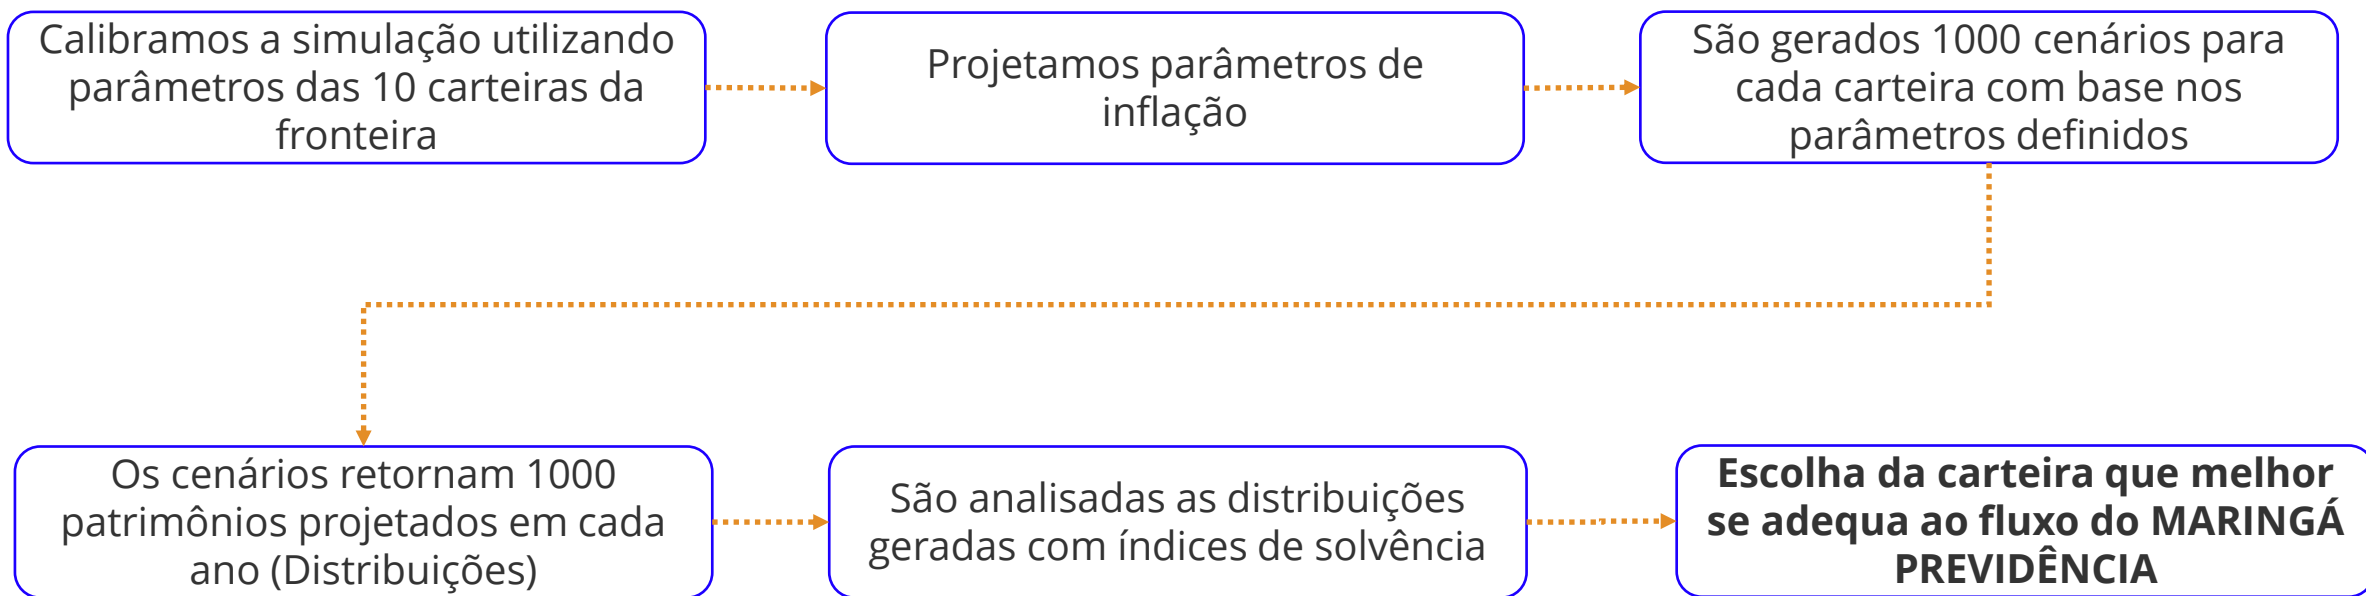 Calibramos a simulação utilizando
parâmetros das 10 carteiras da
fronteira
Projetamos parâmetros de
inflação
São gerados 1000 cenários para
cada carteira com base nos
parâmetros definidos
Os cenários retornam 1000
patrimônios projetados em cada
ano (Distribuições)
São analisadas as distribuições
geradas com índices de solvência
Escolha da carteira que melhor
se adequa ao fluxo do MARINGÁ
PREVIDÊNCIA